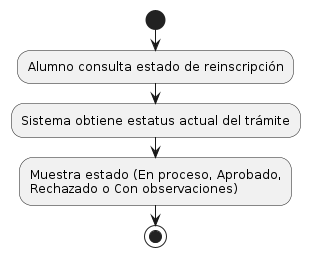 Alumno consulta estado de reinscripción
Sistema obtiene estatus actual del trámite
Muestra estado (En proceso, Aprobado,
Rechazado o Con observaciones)